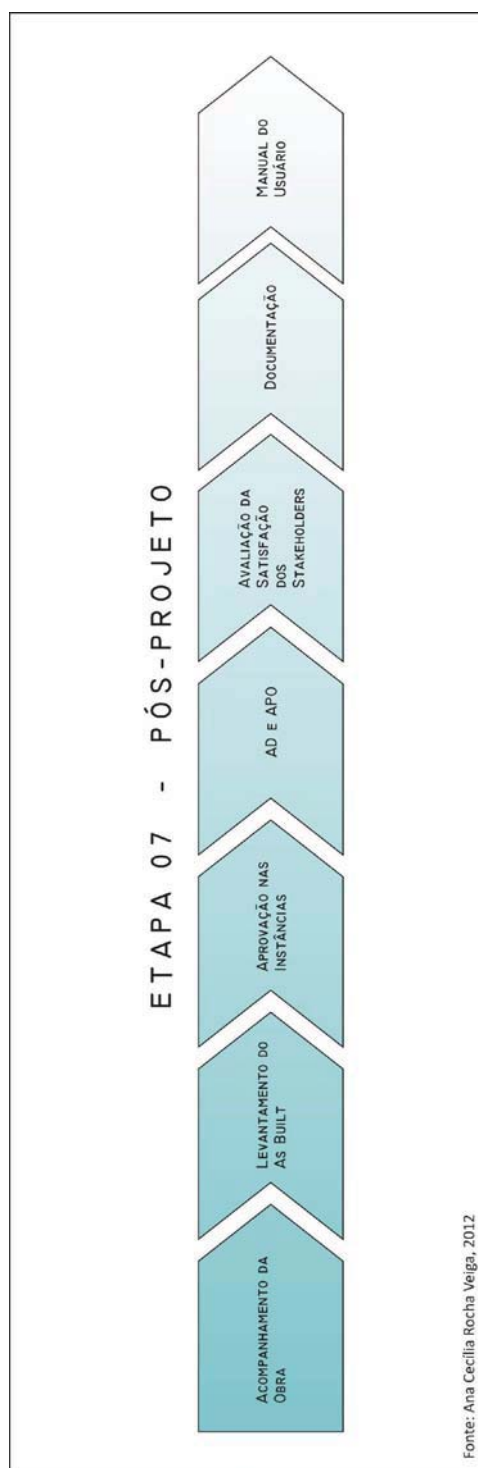 ETAPA 07 - PÓS-PROJETO
ACOMPANHAMENTO DA
OBRA
LEVANTAMENTO DO
AS BUILT
APROVAÇÃO NAS
INSTÂNCIAS
AD E APO
AVALIAÇÃO DA
SATISFAÇÃO
DOS
STAKEHOLDERS
DOCUMENTAÇÃO
MANUAL DO
USUÁRIO
Fonte: Ana Cecília Rocha Veiga, 2012